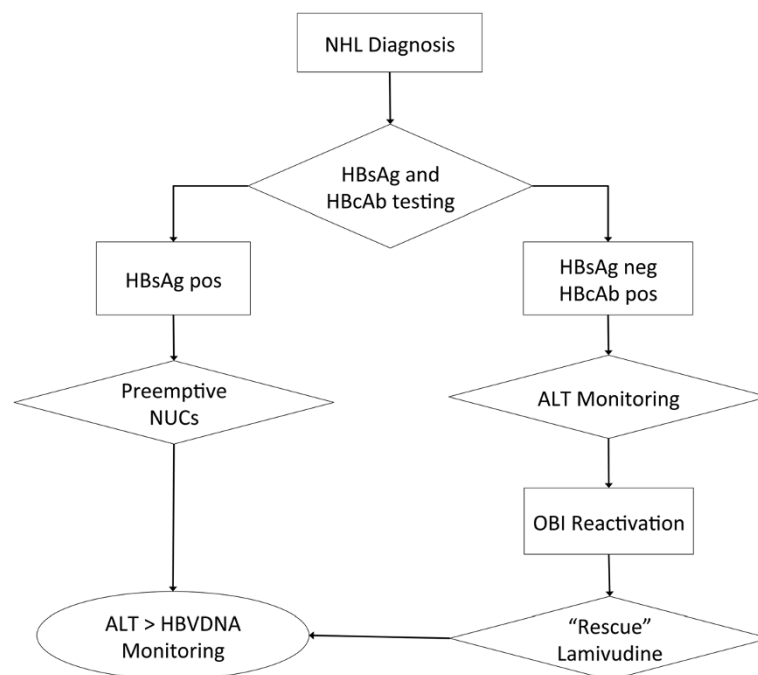 NHL Diagnosis
HBsAg and
HBcAb testing
HBsAg pos
HBsAg neg
HBcAb pos
Preemptive
NUCs
ALT Monitoring
OBI Reactivation
ALT > HBVDNA
Monitoring
“Rescue”
Lamivudine